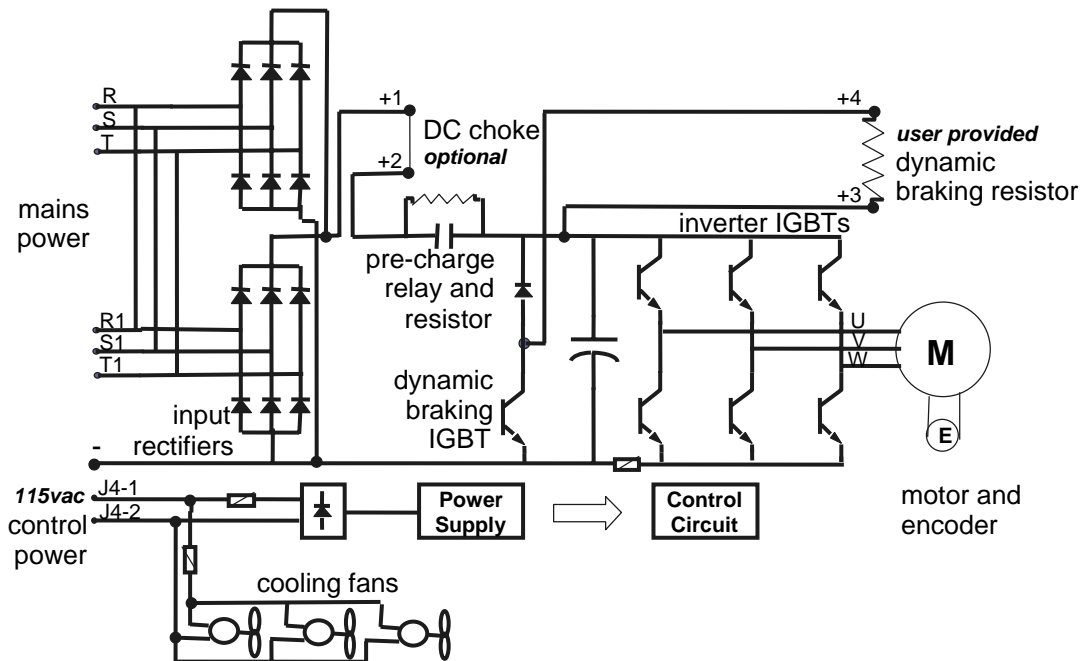 R
S
T
mains
power
R1
S1
T1
input
rectifiers
-
+1
DC choke
optional
+2
pre-charge
relay and
resistor
dynamic
braking
IGBT
+4
user provided
dynamic
braking resistor
+3
inverter IGBTs
U
V
W
M
E
motor and
encoder
115vac
control
power
J4-1
J4-2
Power
Supply
Control
Circuit
cooling fans